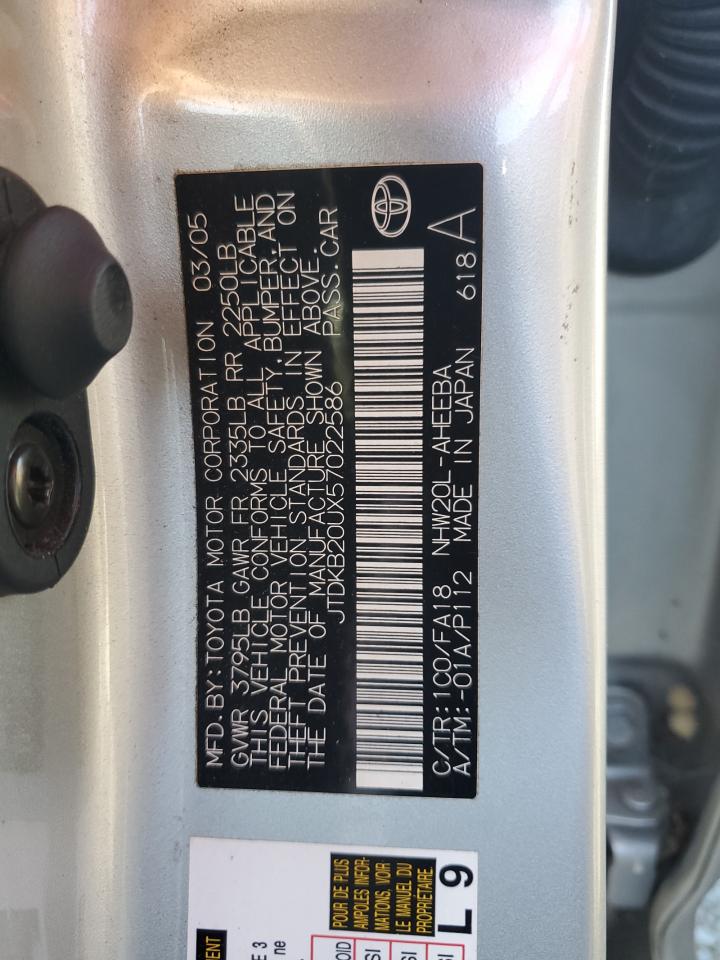 MFD. BY: TOYOTA MOTOR CORPORATION 03/05
GVWR 3795LB GAWR FR 2335LB RR 2250LB
THIS VEHICLE CONFORMS TO ALL APPLICABLE
FEDERAL MOTOR VEHICLE SAFETY, BUMPER, AND
THEFT PREVENTION STANDARDS IN EFFECT ON
THE DATE OF MANUFACTURE SHOWN ABOVE.
JTDKB20UX57022586 PASS. CAR
C/TR: 1C0/FA18 NHW20L-AHEEBA
A/TM: -01A/P112 MADE IN JAPAN 618 A
POUR DE PLUS
AMPLES INFOR-
MATIONS, VOIR
LE MANUEL DU
PROPRIÉTAIRE
L 9